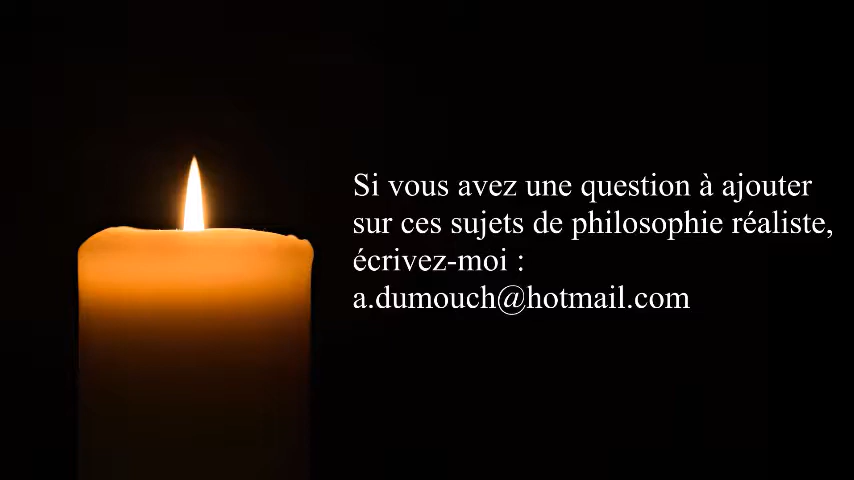 Si vous avez une question à ajouter
sur ces sujets de philosophie réaliste,
écrivez-moi :
a.dumouch@hotmail.com